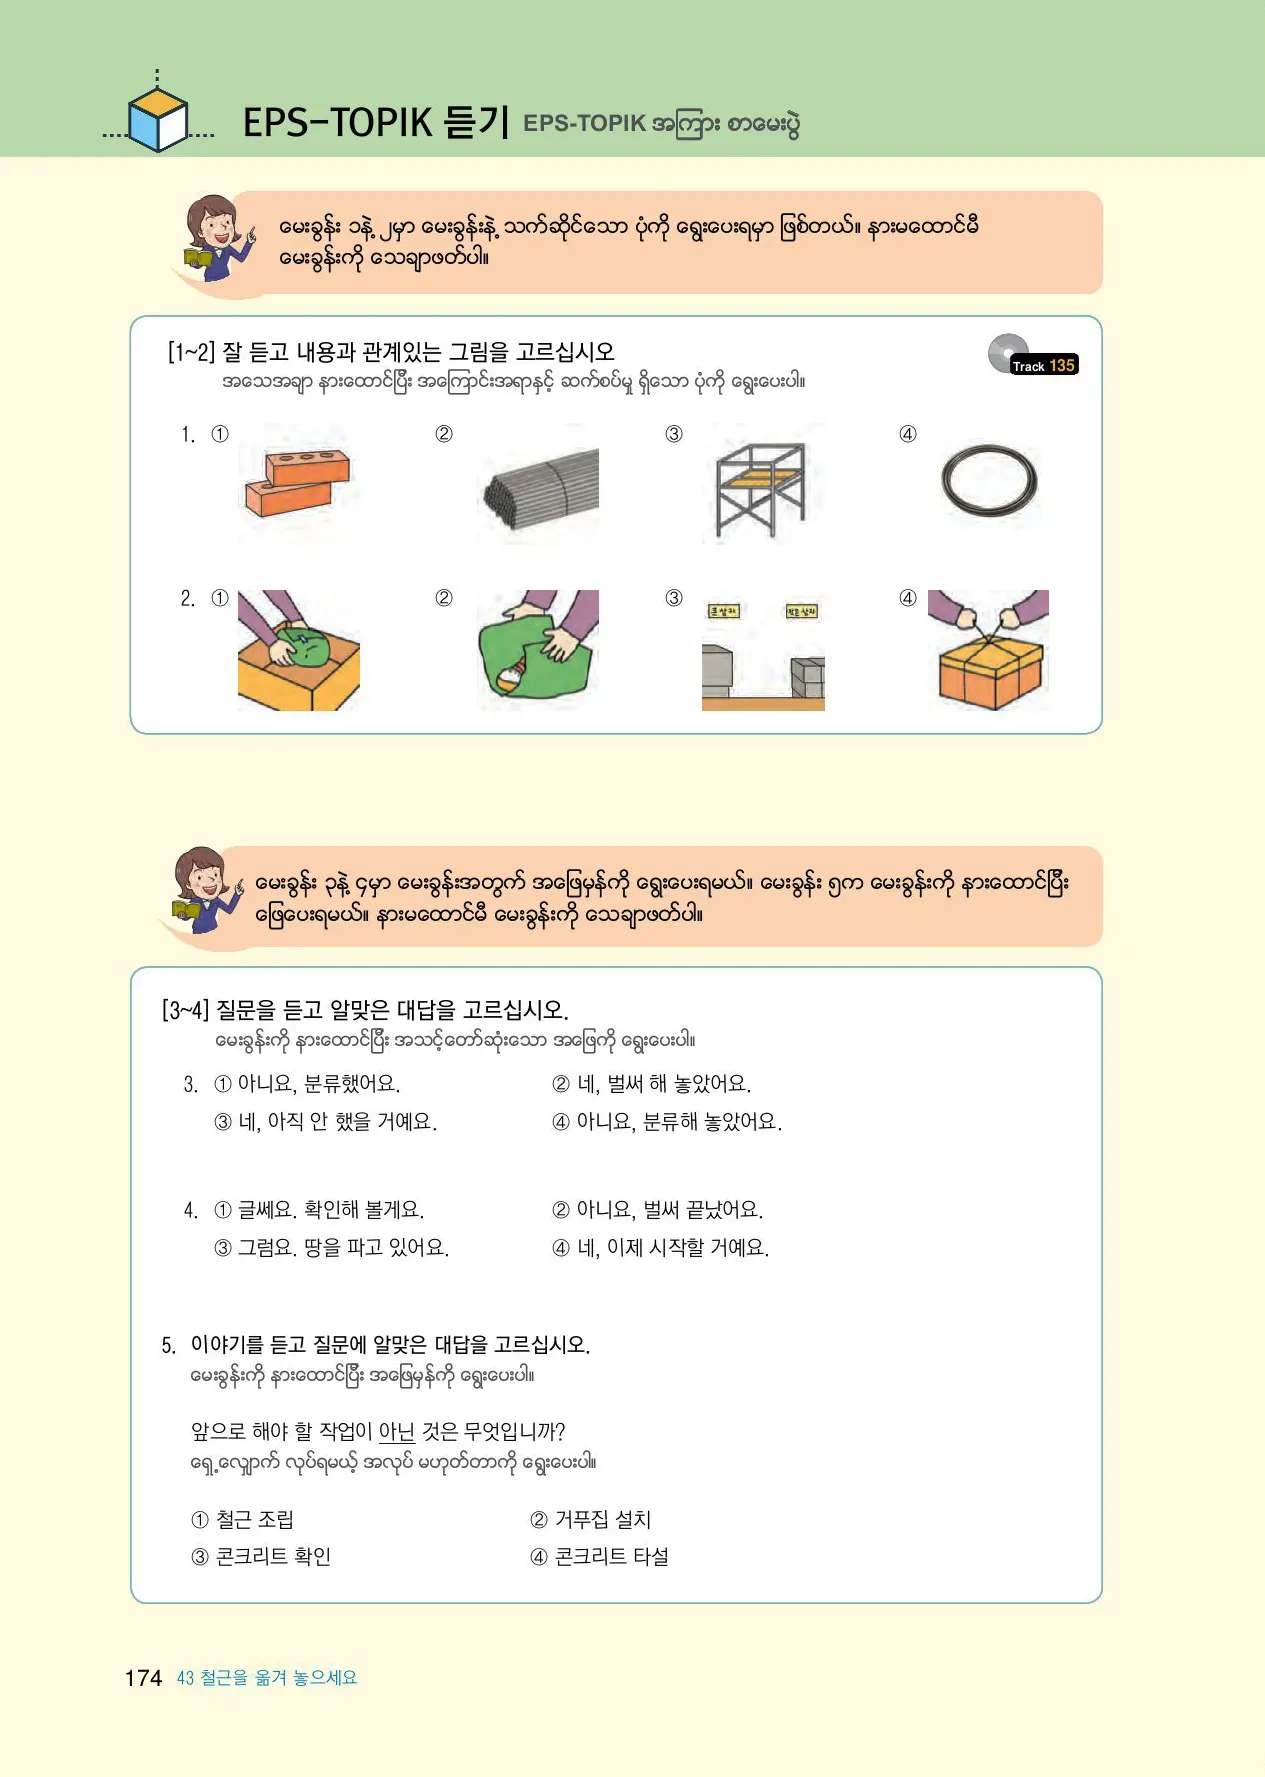 EPS-TOPIK 듣기 EPS-TOPIK အကြား စာမေးပွဲ
မေးခွန်း ၁နဲ့ ၂မှာ မေးခွန်းနဲ့ သက်ဆိုင်သော ပုံကို ရွေးပေးရမှာ ဖြစ်တယ်။ နားမထောင်မီ
မေးခွန်းကို သေချာဖတ်ပါ။
[1~2] 잘 듣고 내용과 관계있는 그림을 고르십시오
Track 135
အသေအချာ နားထောင်ပြီး အကြောင်းအရာနှင့် ဆက်စပ်မှု ရှိသော ပုံကို ရွေးပေးပါ။
1. ① ② ③ ④
2. ① ② ③ ④
큰 상자 작은 상자
မေးခွန်း ၃နဲ့ ၄မှာ မေးခွန်းအတွက် အဖြေမှန်ကို ရွေးပေးရမယ်။ မေးခွန်း ၅က မေးခွန်းကို နားထောင်ပြီး
ဖြေပေးရမယ်။ နားမထောင်မီ မေးခွန်းကို သေချာဖတ်ပါ။
[3~4] 질문을 듣고 알맞은 대답을 고르십시오.
မေးခွန်းကို နားထောင်ပြီး အသင့်တော်ဆုံးသော အဖြေကို ရွေးပေးပါ။
3. ① 아니요, 분류했어요. ② 네, 벌써 해 놓았어요.
③ 네, 아직 안 했을 거예요. ④ 아니요, 분류해 놓았어요.
4. ① 글쎄요. 확인해 볼게요. ② 아니요, 벌써 끝났어요.
③ 그럼요. 땅을 파고 있어요. ④ 네, 이제 시작할 거예요.
5. 이야기를 듣고 질문에 알맞은 대답을 고르십시오.
မေးခွန်းကို နားထောင်ပြီး အဖြေမှန်ကို ရွေးပေးပါ။
앞으로 해야 할 작업이 아닌 것은 무엇입니까?
ရှေ့လျှောက် လုပ်ရမယ့် အလုပ် မဟုတ်တာကို ရွေးပေးပါ။
① 철근 조립 ② 거푸집 설치
③ 콘크리트 확인 ④ 콘크리트 타설
174 43 철근을 옮겨 놓으세요